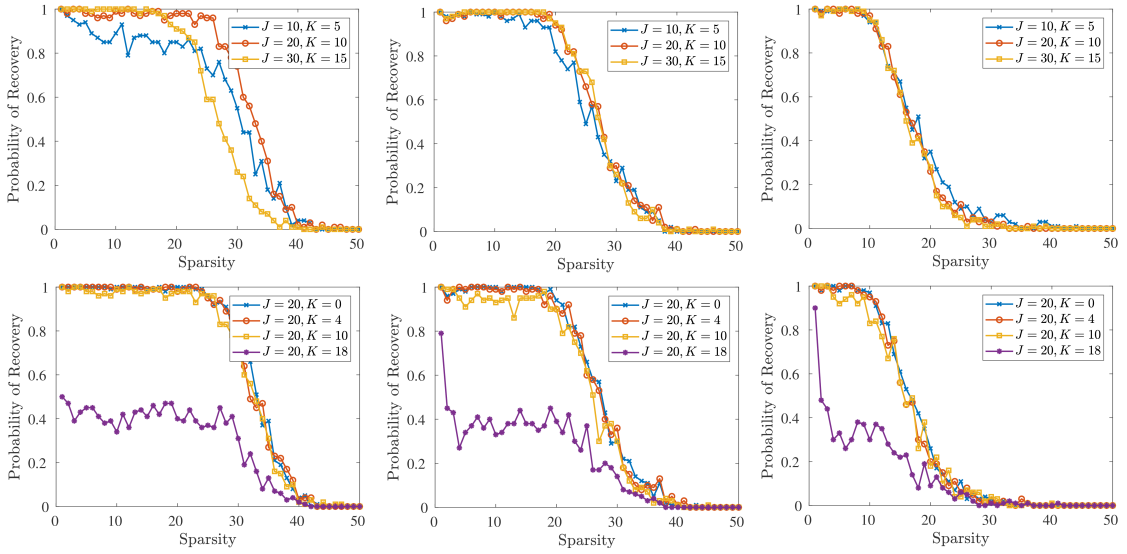 1
0.8
0.6
0.4
0.2
0
0 10 20 30 40 50
Sparsity
Probability of Recovery
J = 10, K = 5
J = 20, K = 10
J = 30, K = 15
1
0.8
0.6
0.4
0.2
0
0 10 20 30 40 50
Sparsity
Probability of Recovery
J = 10, K = 5
J = 20, K = 10
J = 30, K = 15
1
0.8
0.6
0.4
0.2
0
0 10 20 30 40 50
Sparsity
Probability of Recovery
J = 10, K = 5
J = 20, K = 10
J = 30, K = 15
1
0.8
0.6
0.4
0.2
0
0 10 20 30 40 50
Sparsity
Probability of Recovery
J = 20, K = 0
J = 20, K = 4
J = 20, K = 10
J = 20, K = 18
1
0.8
0.6
0.4
0.2
0
0 10 20 30 40 50
Sparsity
Probability of Recovery
J = 20, K = 0
J = 20, K = 4
J = 20, K = 10
J = 20, K = 18
1
0.8
0.6
0.4
0.2
0
0 10 20 30 40 50
Sparsity
Probability of Recovery
J = 20, K = 0
J = 20, K = 4
J = 20, K = 10
J = 20, K = 18